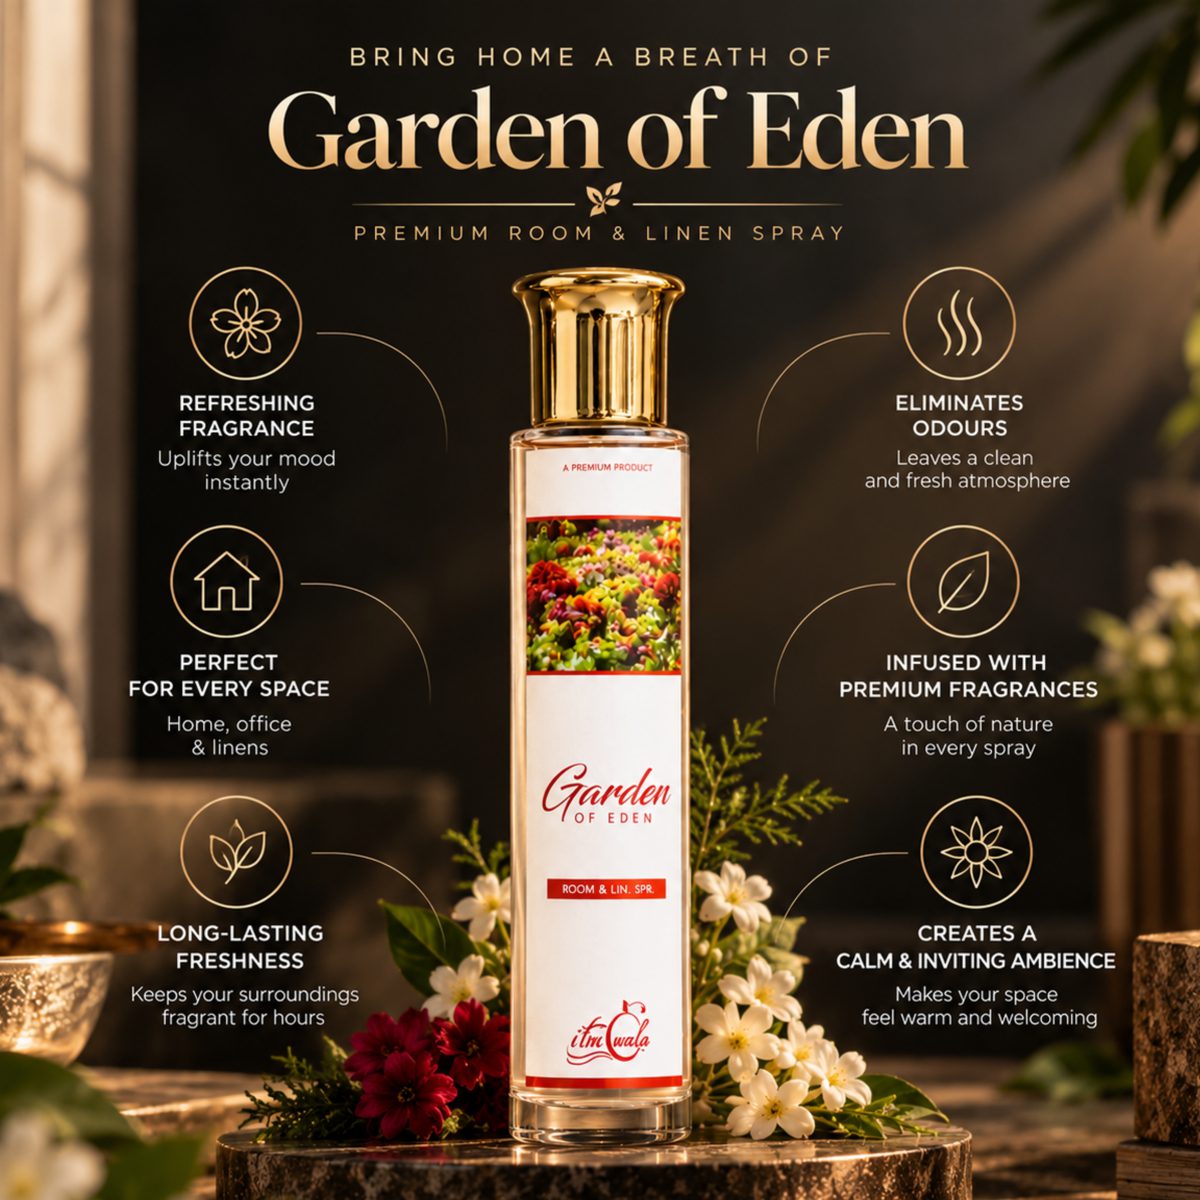 BRING HOME A BREATH OF
Garden of Eden
PREMIUM ROOM & LINEN SPRAY
REFRESHING
FRAGRANCE
Uplifts your mood
instantly
ELIMINATES
ODOURS
Leaves a clean
and fresh atmosphere
PERFECT
FOR EVERY SPACE
Home, office
& linens
INFUSED WITH
PREMIUM FRAGRANCES
A touch of nature
in every spray
LONG-LASTING
FRESHNESS
Keeps your surroundings
fragrant for hours
CREATES A
CALM & INVITING AMBIENCE
Makes your space
feel warm and welcoming
A PREMIUM PRODUCT
Garden
OF EDEN
ROOM & LIN. SPR.
itrwala